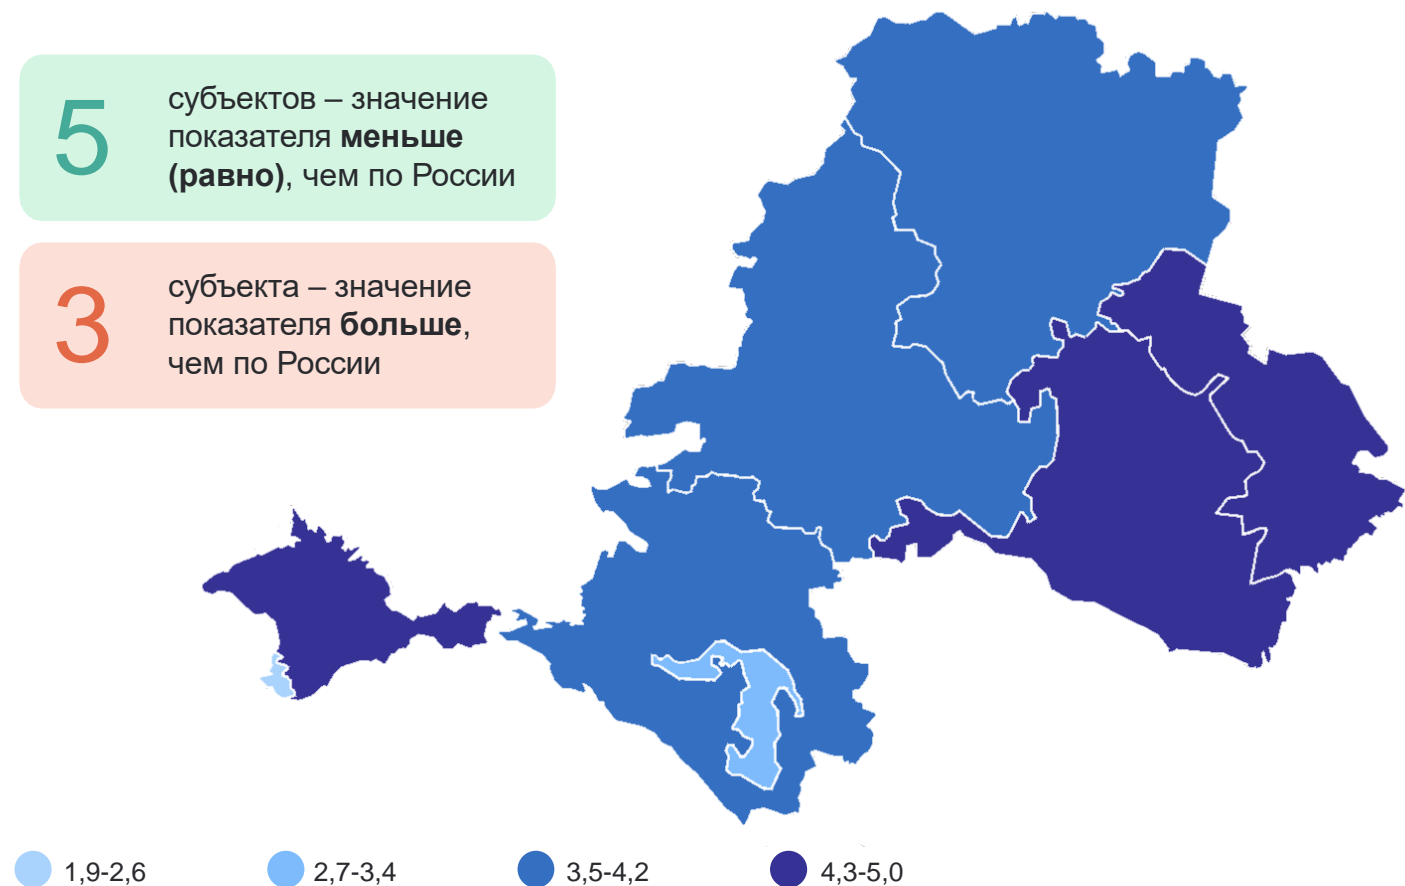 5
субъектов – значение
показателя меньше
(равно), чем по России
3
субъекта – значение
показателя больше,
чем по России
1,9-2,6
2,7-3,4
3,5-4,2
4,3-5,0